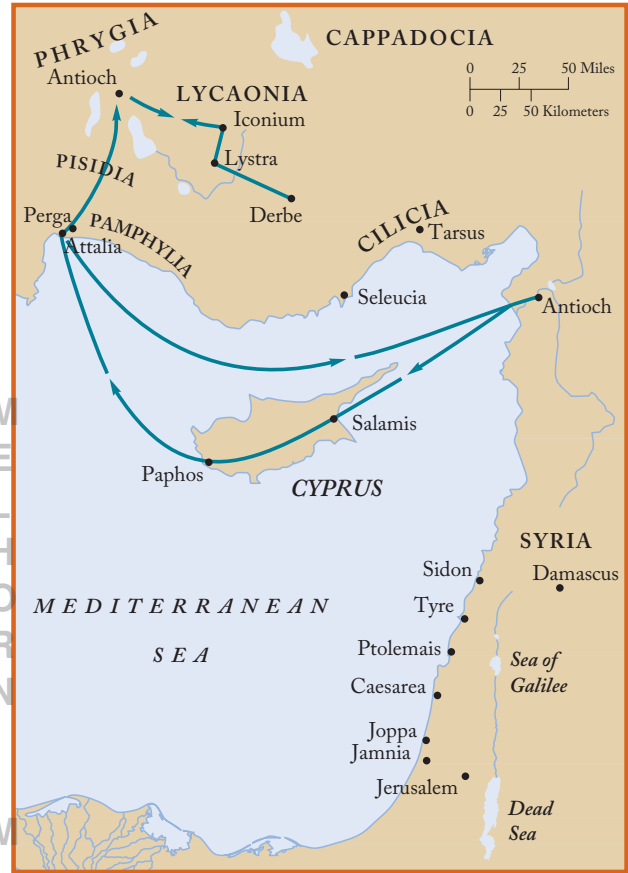 PHRYGIA
CAPPADOCIA
0 25 50 Miles
0 25 50 Kilometers
Antioch
LYCAONIA
Iconium
Lystra
PISIDIA
Derbe
Perga
PAMPHYLIA
Attalia
CILICIA
Tarsus
Seleucia
Antioch
Salamis
Paphos
CYPRUS
SYRIA
Sidon
Damascus
MEDITERRANEAN
SEA
Tyre
Ptolemais
Sea of
Galilee
Caesarea
Joppa
Jamnia
Jerusalem
Dead
Sea